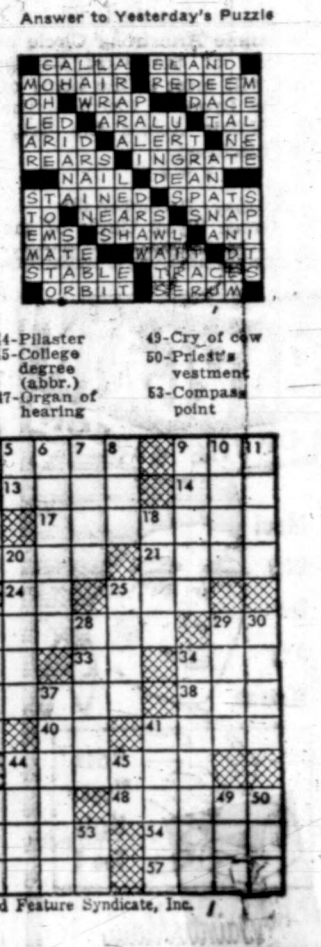 Answer to Yesterday's Puzzle
CALLA ELAND
MOHAIR REDEEM
OH WRAP DACE
LED ARALU TAL
ARID ALERT NE
REARS INGRATE
NAIL DEAN
STAINED SPATS
TO NEARS SNAP
EMS SHAWL ANI
MATE WAIT DT
STABLE TRACES
ORBIT SERUM
4-Pilaster
5-College
degree
(abbr.)
47-Organ of
hearing
49-Cry of cow
50-Priest's
vestment
53-Compass
point
5 6 7 8 9 10 11
13 14
17 18
20 21
24 25
28 29 30
33 34
37 38
40 41
44 45
48 49 50
53 54
57
d Feature Syndicate, Inc.